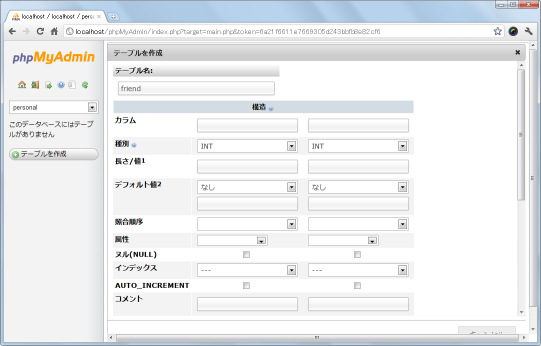 localhost / localhost / perso
localhost/phpMyAdmin/index.php?target=main.php&token=6a21f9611e7669305d243bbfb8e82cf6
phpMyAdmin
personal
このデータベースにはテーブルがありません
テーブルを作成
テーブルを作成
テーブル名:
friend
構造
カラム
種別 INT INT
長さ/値1
デフォルト値2 なし なし
照合順序
属性
ヌル(NULL)
インデックス --- ---
AUTO_INCREMENT
コメント